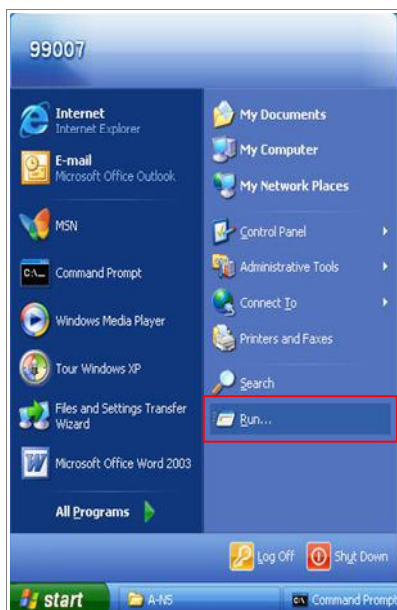 99007
Internet
Internet Explorer
E-mail
Microsoft Office Outlook
MSN
Command Prompt
Windows Media Player
Tour Windows XP
Files and Settings Transfer
Wizard
Microsoft Office Word 2003
All Programs
My Documents
My Computer
My Network Places
Control Panel
Administrative Tools
Connect To
Printers and Faxes
Search
Run...
Log Off
Shut Down
start
A-N5
Command Prompt